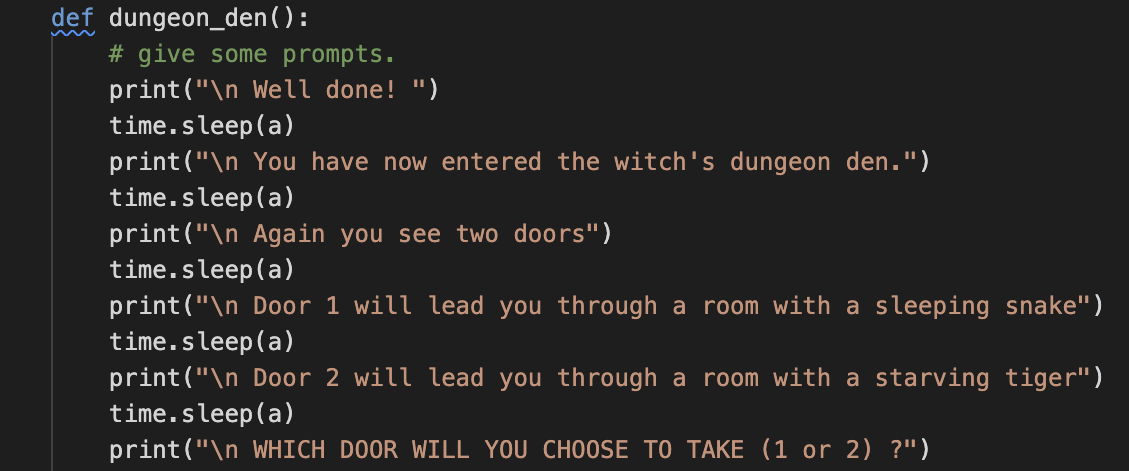 def dungeon_den():
    # give some prompts.
    print("\n Well done! ")
    time.sleep(a)
    print("\n You have now entered the witch's dungeon den.")
    time.sleep(a)
    print("\n Again you see two doors")
    time.sleep(a)
    print("\n Door 1 will lead you through a room with a sleeping snake")
    time.sleep(a)
    print("\n Door 2 will lead you through a room with a starving tiger")
    time.sleep(a)
    print("\n WHICH DOOR WILL YOU CHOOSE TO TAKE (1 or 2) ?")